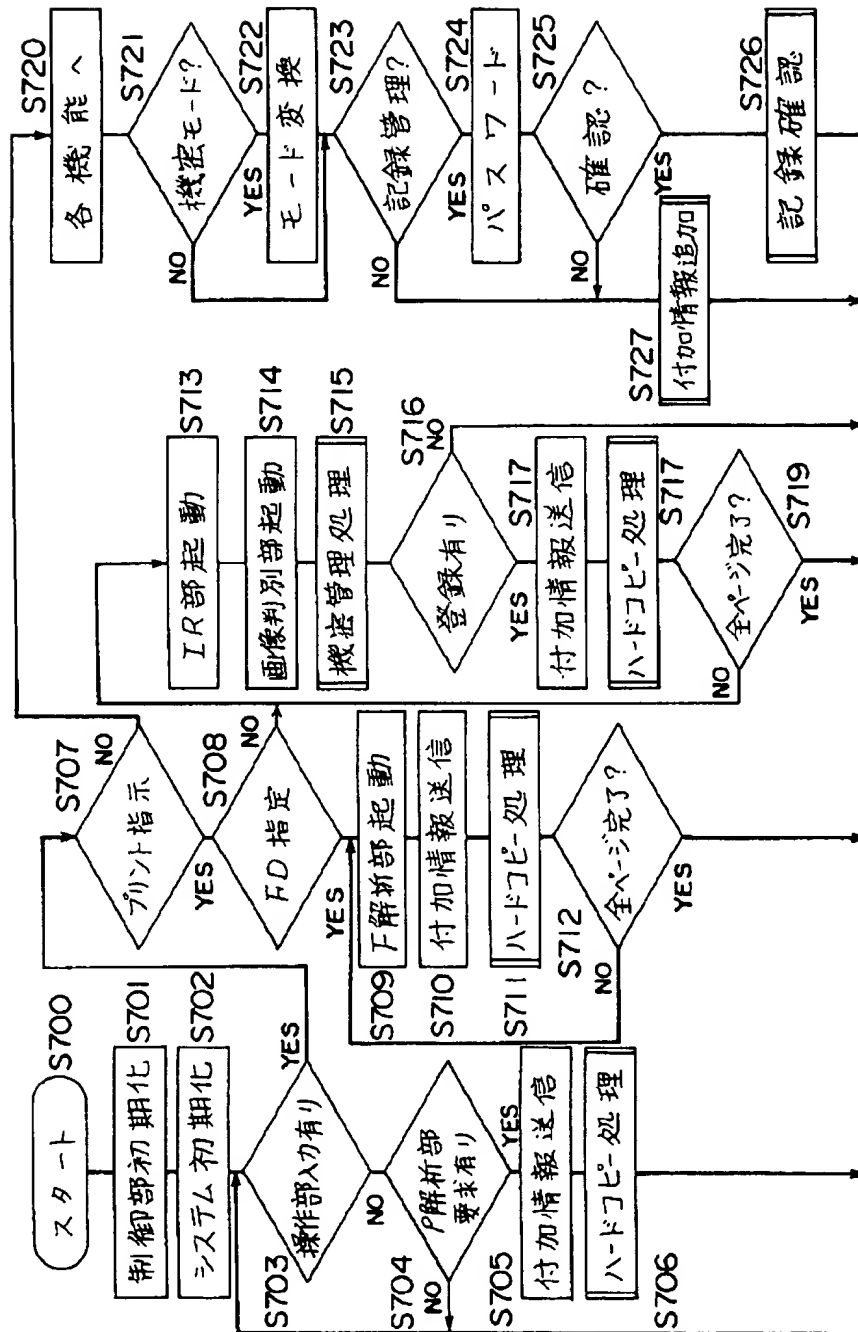 S700
スタート
S701
制御部初期化
S702
システム初期化
S703
操作部入力有り
YES
NO
S704
P解析部
要求有り
NO
YES
S705
付加情報送信
ハードコピー処理
S706
S707
プリント指示
NO
YES
S708
FD指定
NO
YES
S709
F解析部起動
S710
付加情報送信
S711
ハードコピー処理
S712
全ページ完了?
NO
YES
S713
IR部起動
S714
画像判別部起動
S715
機密管理処理
S716
登録有り
NO
YES
S717
付加情報送信
S717
ハードコピー処理
S719
全ページ完了?
NO
YES
S720
各機能へ
S721
機密モード?
NO
YES
S722
モード変換
S723
記録管理?
NO
YES
S724
パスワード
S725
確認?
NO
YES
S726
記録確認
S727
付加情報追加